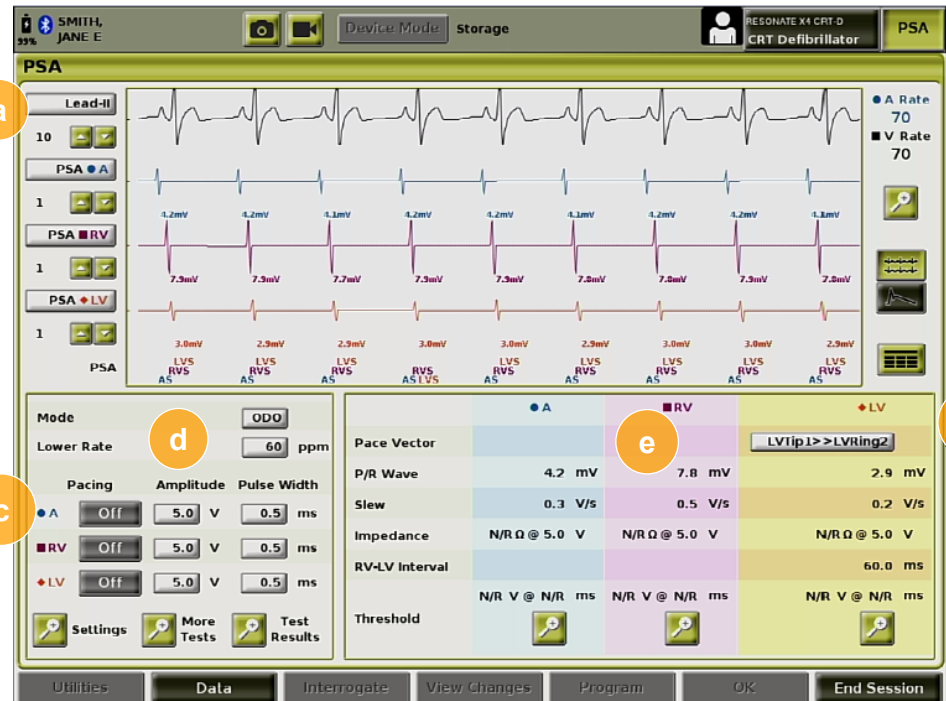 99%
SMITH,
JANE E
Device Mode Storage
RESONATE X4 CRT-D
CRT Defibrillator
PSA
PSA
a
Lead-II
10
PSA A
1
PSA RV
1
PSA LV
1
PSA
4.2mV 4.2mV 4.1mV 4.2mV 4.2mV 4.1mV 4.2mV 4.2mV 4.1mV
7.9mV 7.9mV 7.7mV 7.9mV 7.9mV 7.8mV 7.8mV 7.9mV 7.8mV
3.0mV 2.9mV 3.0mV 3.0mV 3.0mV 2.9mV 3.0mV 3.0mV 2.9mV
LVS LVS LVS LVS LVS LVS LVS LVS
RVS RVS RVS RVS RVS RVS RVS RVS RVS
AS AS AS AS LVS AS AS AS AS AS
A Rate
70
V Rate
70
Mode ODO
d
Lower Rate 60 ppm
Pacing Amplitude Pulse Width
c
A Off 5.0 V 0.5 ms
RV Off 5.0 V 0.5 ms
LV Off 5.0 V 0.5 ms
Settings
More
Tests
Test
Results
A RV LV
e
Pace Vector LVTip1>>LVRing2
P/R Wave 4.2 mV 7.8 mV 2.9 mV
Slew 0.3 V/s 0.5 V/s 0.2 V/s
Impedance N/R Ω @ 5.0 V N/R Ω @ 5.0 V N/R Ω @ 5.0 V
RV-LV Interval 60.0 ms
N/R V @ N/R ms N/R V @ N/R ms N/R V @ N/R ms
Threshold
Utilities Data Interrogate View Changes Program OK End Session